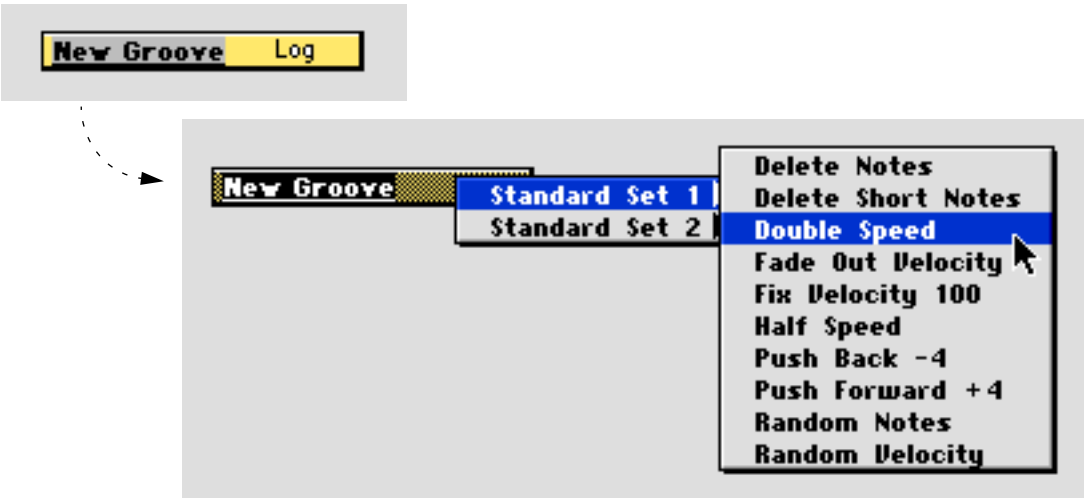 New Groove Log
New Groove
Standard Set 1
Standard Set 2
Delete Notes
Delete Short Notes
Double Speed
Fade Out Velocity
Fix Velocity 100
Half Speed
Push Back -4
Push Forward +4
Random Notes
Random Velocity